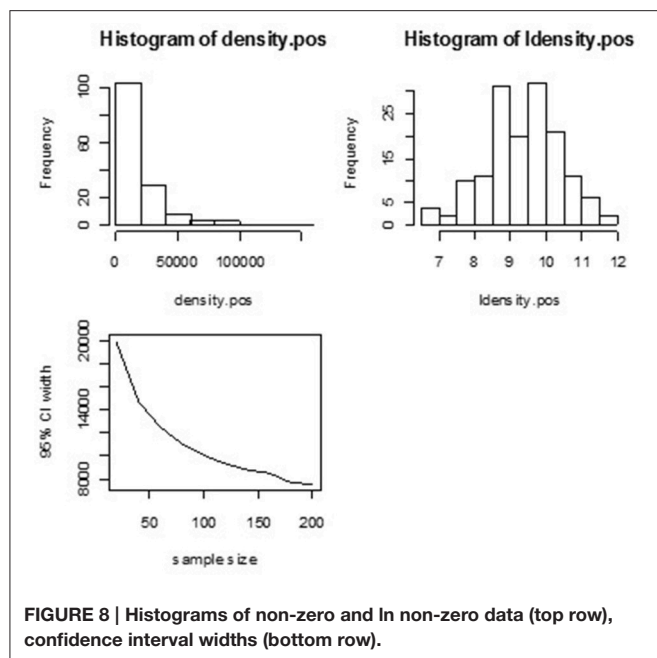 Histogram of density.pos
Frequency
100
60
20
0
0 50000 100000
density.pos
Histogram of ldensity.pos
Frequency
25
15
5
0
7 8 9 10 11 12
ldensity.pos
95% CI width
20000
14000
8000
50 100 150 200
sample size
FIGURE 8 | Histograms of non-zero and ln non-zero data (top row),
confidence interval widths (bottom row).